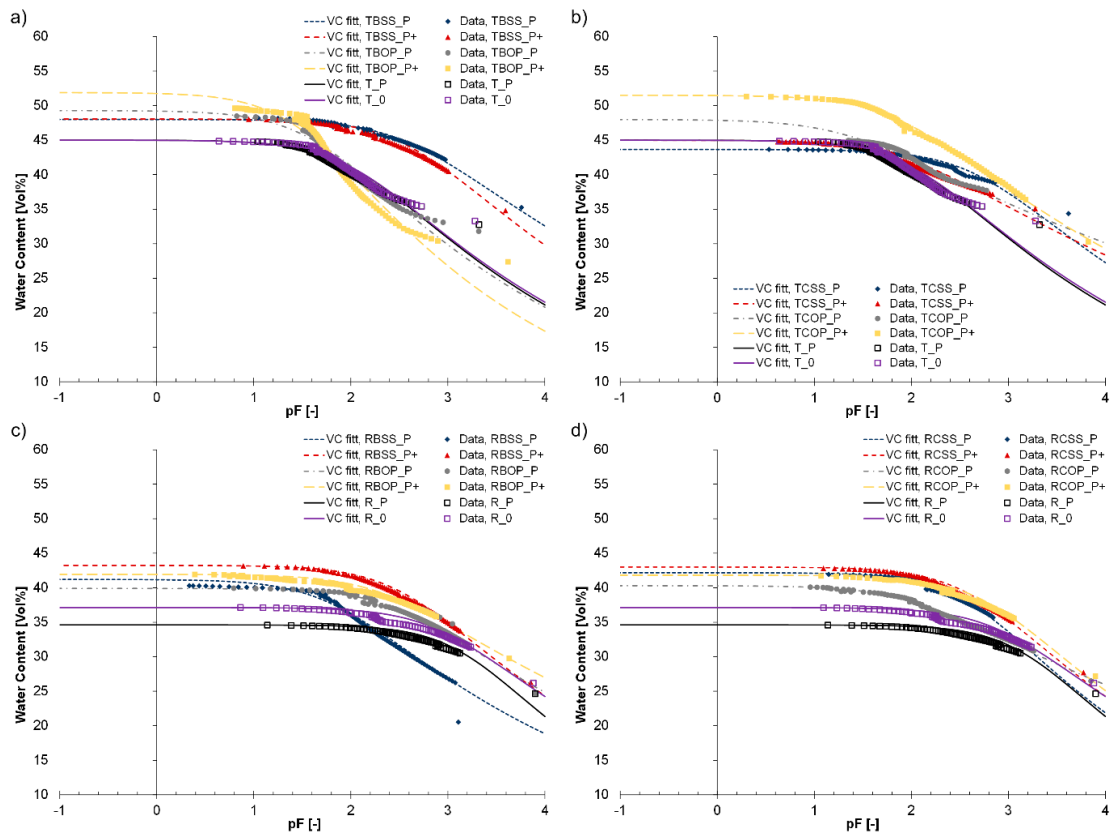 a)
VC fitt, TBSS_P Data, TBSS_P
VC fitt, TBSS_P+ Data, TBSS_P+
VC fitt, TBOP_P Data, TBOP_P
VC fitt, TBOP_P+ Data, TBOP_P+
VC fitt, T_P Data, T_P
VC fitt, T_0 Data, T_0
Water Content [Vol%]
60
55
50
45
40
35
30
25
20
15
10
-1 0 1 2 3 4
pF [-]
b)
Water Content [Vol%]
60
55
50
45
40
35
30
25
20
15
10
VC fitt, TCSS_P Data, TCSS_P
VC fitt, TCSS_P+ Data, TCSS_P+
VC fitt, TCOP_P Data, TCOP_P
VC fitt, TCOP_P+ Data, TCOP_P+
VC fitt, T_P Data, T_P
VC fitt, T_0 Data, T_0
-1 0 1 2 3 4
pF [-]
c)
VC fitt, RBSS_P Data, RBSS_P
VC fitt, RBSS_P+ Data, RBSS_P+
VC fitt, RBOP_P Data, RBOP_P
VC fitt, RBOP_P+ Data, RBOP_P+
VC fitt, R_P Data, R_P
VC fitt, R_0 Data, R_0
Water Content [Vol%]
60
55
50
45
40
35
30
25
20
15
10
-1 0 1 2 3 4
pF [-]
d)
VC fitt, RCSS_P Data, RCSS_P
VC fitt, RCSS_P+ Data, RCSS_P+
VC fitt, RCOP_P Data, RCOP_P
VC fitt, RCOP_P+ Data, RCOP_P+
VC fitt, R_P Data, R_P
VC fitt, R_0 Data, R_0
Water Content [Vol%]
60
55
50
45
40
35
30
25
20
15
10
-1 0 1 2 3 4
pF [-]